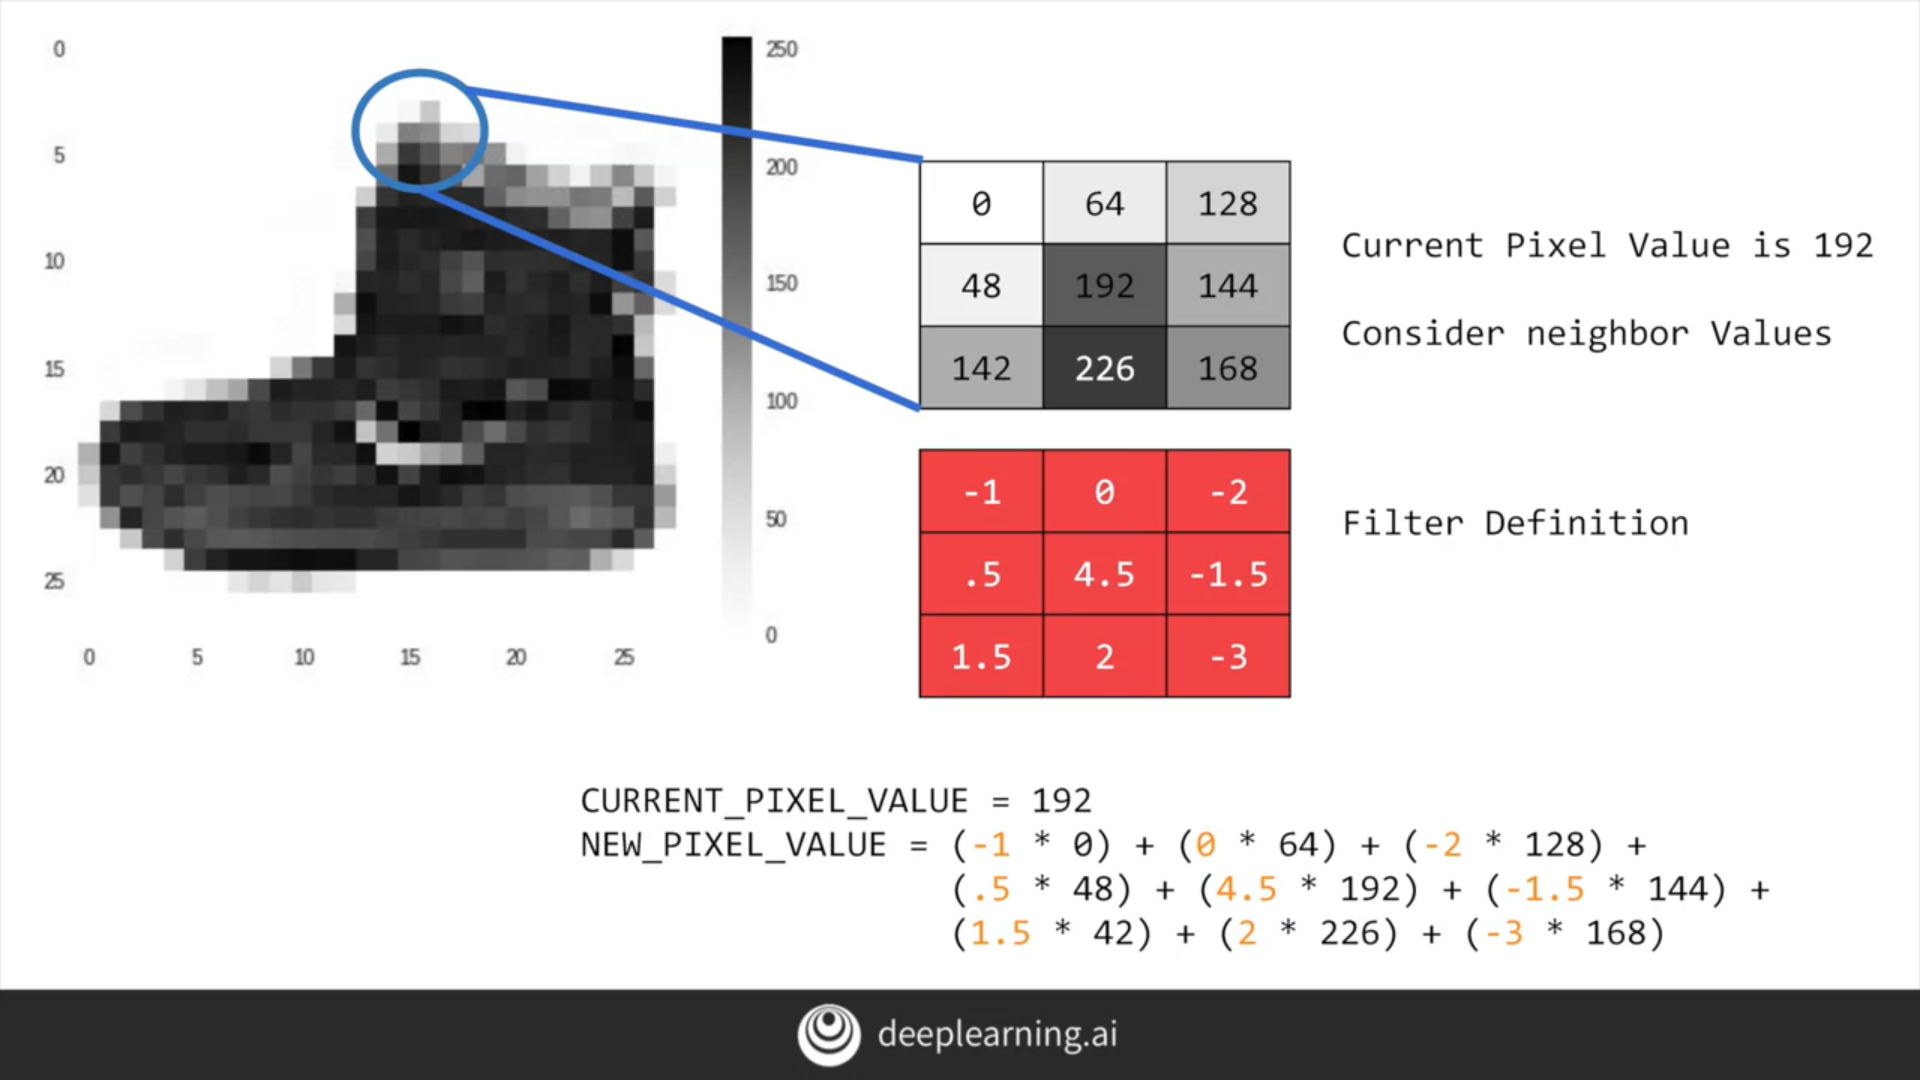 0
5
10
15
20
25
0 5 10 15 20 25
250
200
150
100
50
0
0 64 128
48 192 144
142 226 168
Current Pixel Value is 192
Consider neighbor Values
-1 0 -2
.5 4.5 -1.5
1.5 2 -3
Filter Definition
CURRENT_PIXEL_VALUE = 192
NEW_PIXEL_VALUE = (-1 * 0) + (0 * 64) + (-2 * 128) +
(.5 * 48) + (4.5 * 192) + (-1.5 * 144) +
(1.5 * 42) + (2 * 226) + (-3 * 168)
deeplearning.ai